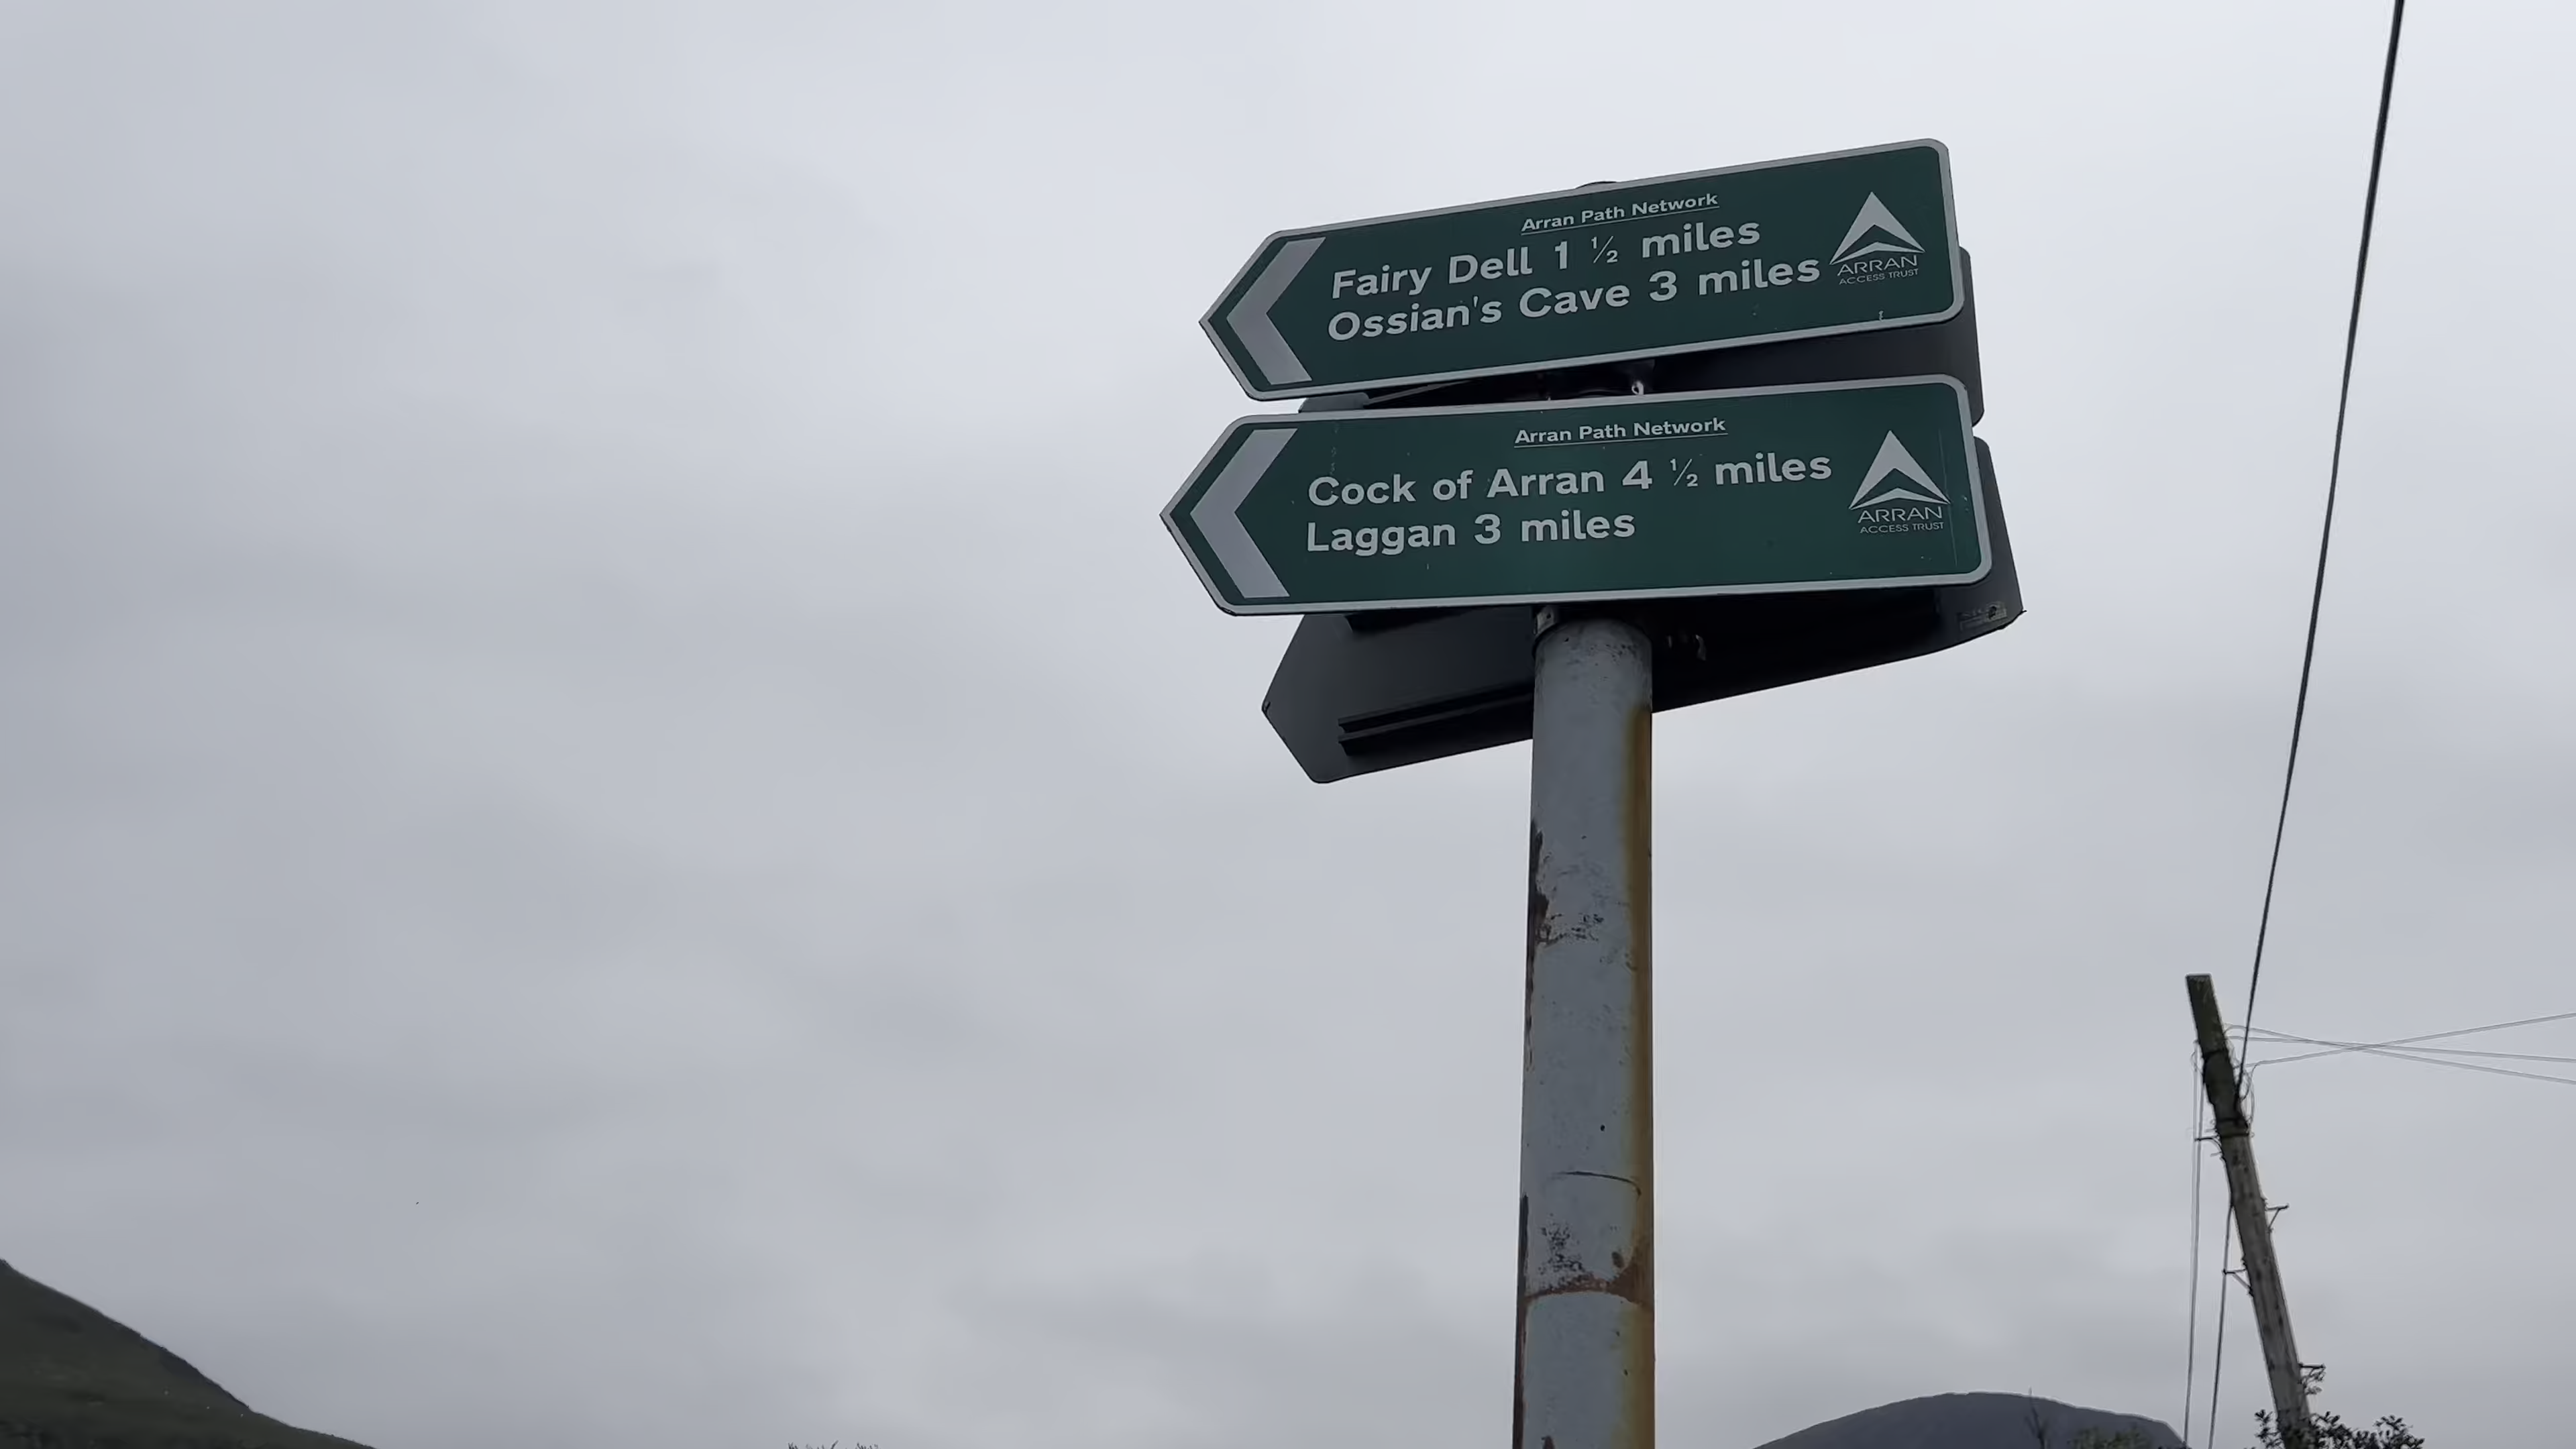 Arran Path Network
Fairy Dell 1 ½ miles
Ossian's Cave 3 miles
ARRAN
ACCESS TRUST
Arran Path Network
Cock of Arran 4 ½ miles
Laggan 3 miles
ARRAN
ACCESS TRUST